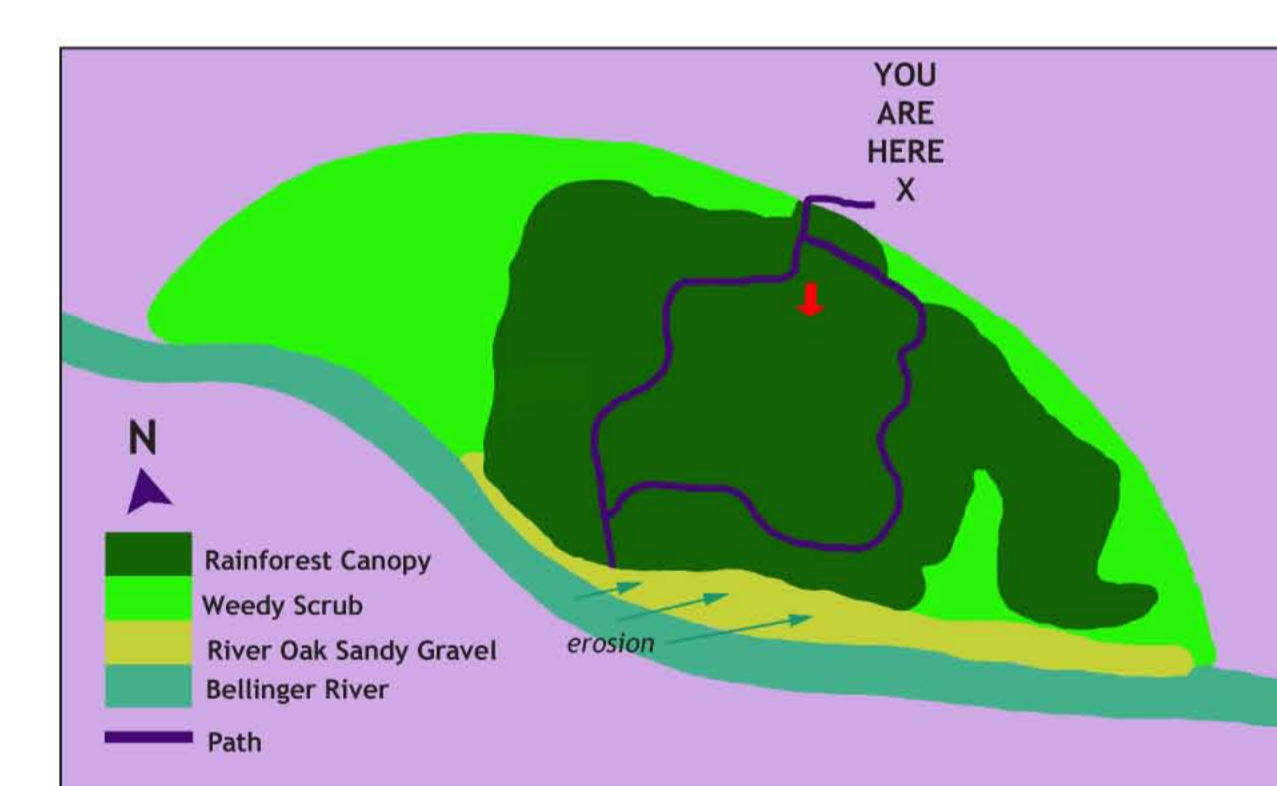 YOU
ARE
HERE
X
N
Rainforest Canopy
Weedy Scrub
River Oak Sandy Gravel
erosion
Bellinger River
Path